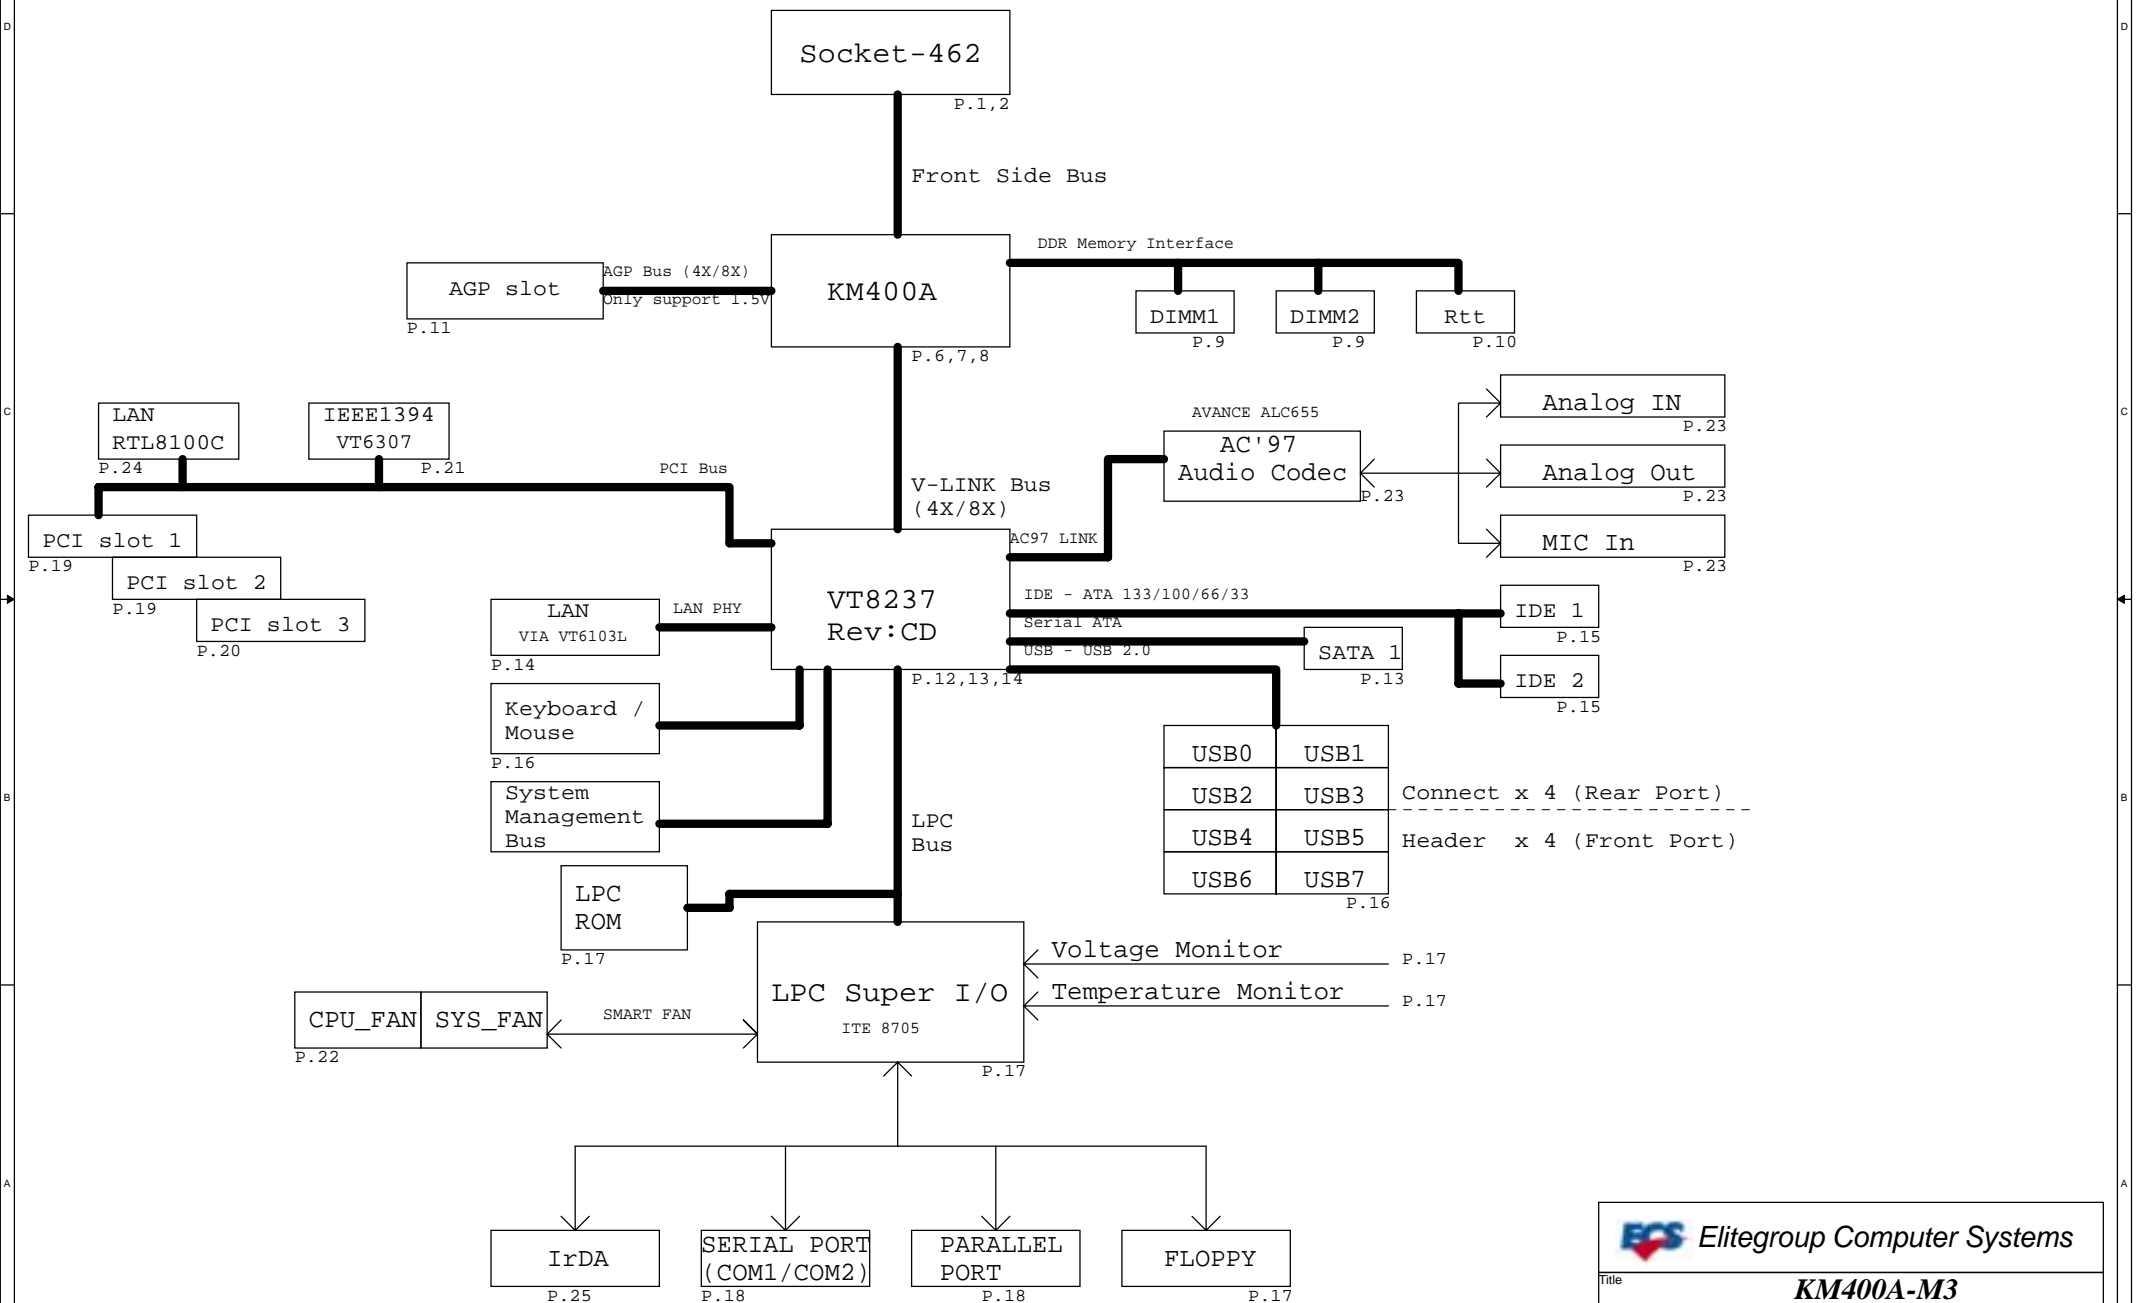 D
D
Socket-462
P.1,2
Front Side Bus
DDR Memory Interface
AGP Bus (4X/8X)
Only support 1.5V
AGP slot
P.11
KM400A
P.6,7,8
DIMM1
P.9
DIMM2
P.9
Rtt
P.10
C
C
LAN
RTL8100C
P.24
IEEE1394
VT6307
P.21
PCI Bus
V-LINK Bus
(4X/8X)
AVANCE ALC655
AC'97
Audio Codec
P.23
Analog IN
P.23
Analog Out
P.23
MIC In
P.23
AC97 LINK
PCI slot 1
P.19
PCI slot 2
P.19
PCI slot 3
P.20
LAN
VIA VT6103L
P.14
LAN PHY
VT8237
Rev:CD
P.12,13,14
IDE - ATA 133/100/66/33
Serial ATA
USB - USB 2.0
IDE 1
P.15
SATA 1
P.13
IDE 2
P.15
Keyboard /
Mouse
P.16
System
Management
Bus
B
B
USB0 USB1
USB2 USB3
USB4 USB5
USB6 USB7
P.16
Connect x 4 (Rear Port)
Header x 4 (Front Port)
LPC
Bus
LPC
ROM
P.17
LPC Super I/O
ITE 8705
P.17
Voltage Monitor
P.17
Temperature Monitor
P.17
CPU_FAN SYS_FAN
P.22
SMART FAN
A
A
IrDA
P.25
SERIAL PORT
(COM1/COM2)
P.18
PARALLEL
PORT
P.18
FLOPPY
P.17
ECS Elitegroup Computer Systems
Title
KM400A-M3